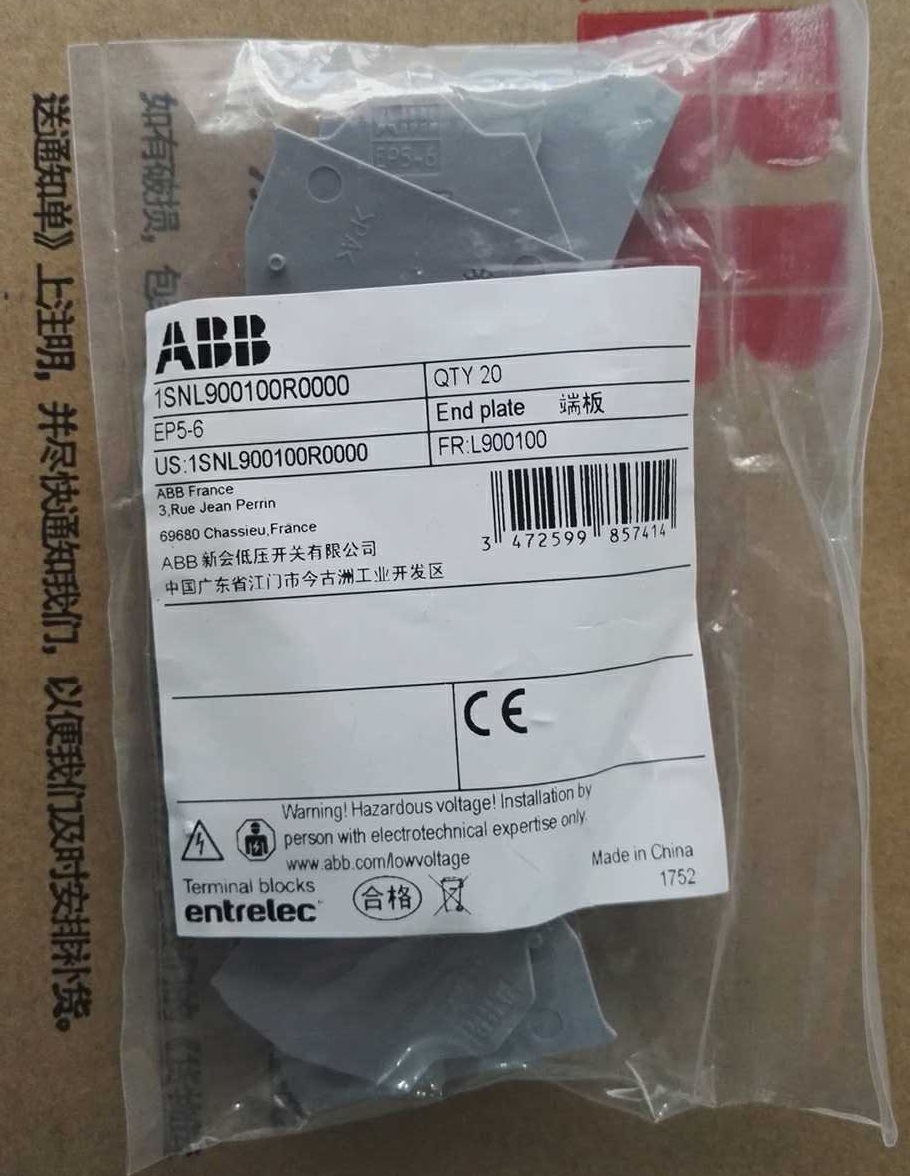 送通知单》上注明，并尽快通知我们，以便我们及时安排补货。
如有破损，包
EP5-6
ABB
1SNL900100R0000
QTY 20
EP5-6
End plate 端板
US:1SNL900100R0000
FR:L900100
ABB France
3,Rue Jean Perrin
69680 Chassieu,France
ABB 新会低压开关有限公司
中国广东省江门市今古洲工业开发区
3 472599 857414
CE
Warning! Hazardous voltage! Installation by
person with electrotechnical expertise only.
www.abb.com/lowvoltage
Made in China
1752
Terminal blocks
entrelec
合格